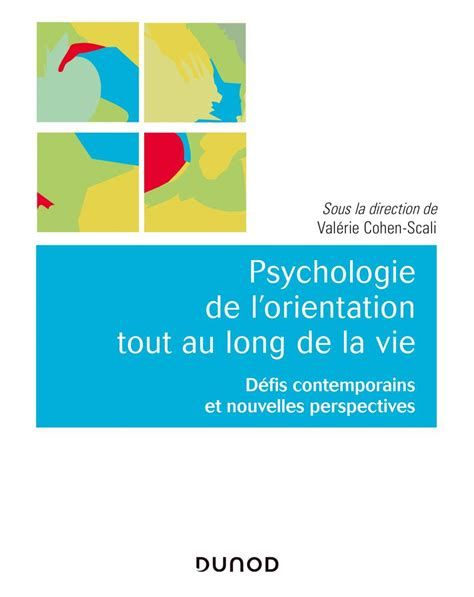 Sous la direction de
Valérie Cohen-Scali
Psychologie
de l'orientation
tout au long de la vie
Défis contemporains
et nouvelles perspectives
DUNOD